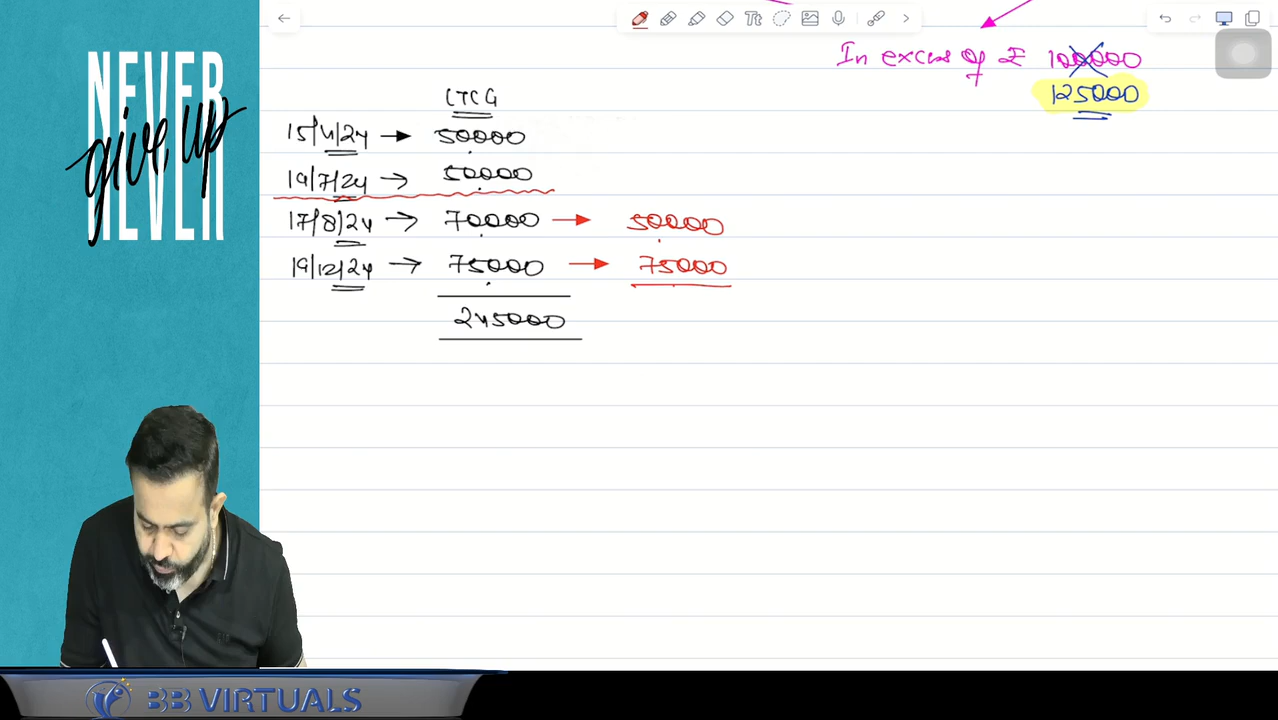 NEVER
give up
NEVER
In excess of ₹ 100000
125000
LTCG
15/4/24 → 50000
19/7/24 → 50000
17/8/24 → 70000 → 50000
19/12/24 → 75000 → 75000
245000
Tt
BB VIRTUALS